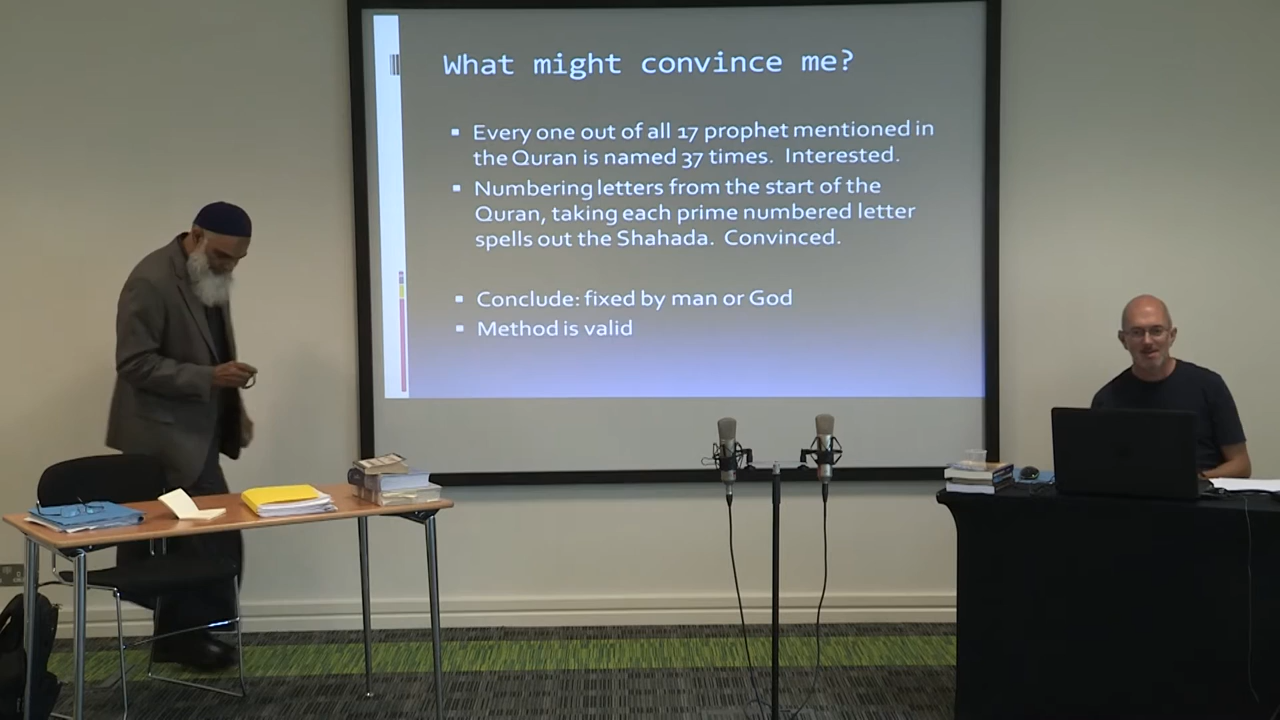 What might convince me?
▪ Every one out of all 17 prophet mentioned in
the Quran is named 37 times. Interested.
▪ Numbering letters from the start of the
Quran, taking each prime numbered letter
spells out the Shahada. Convinced.
▪ Conclude: fixed by man or God
▪ Method is valid